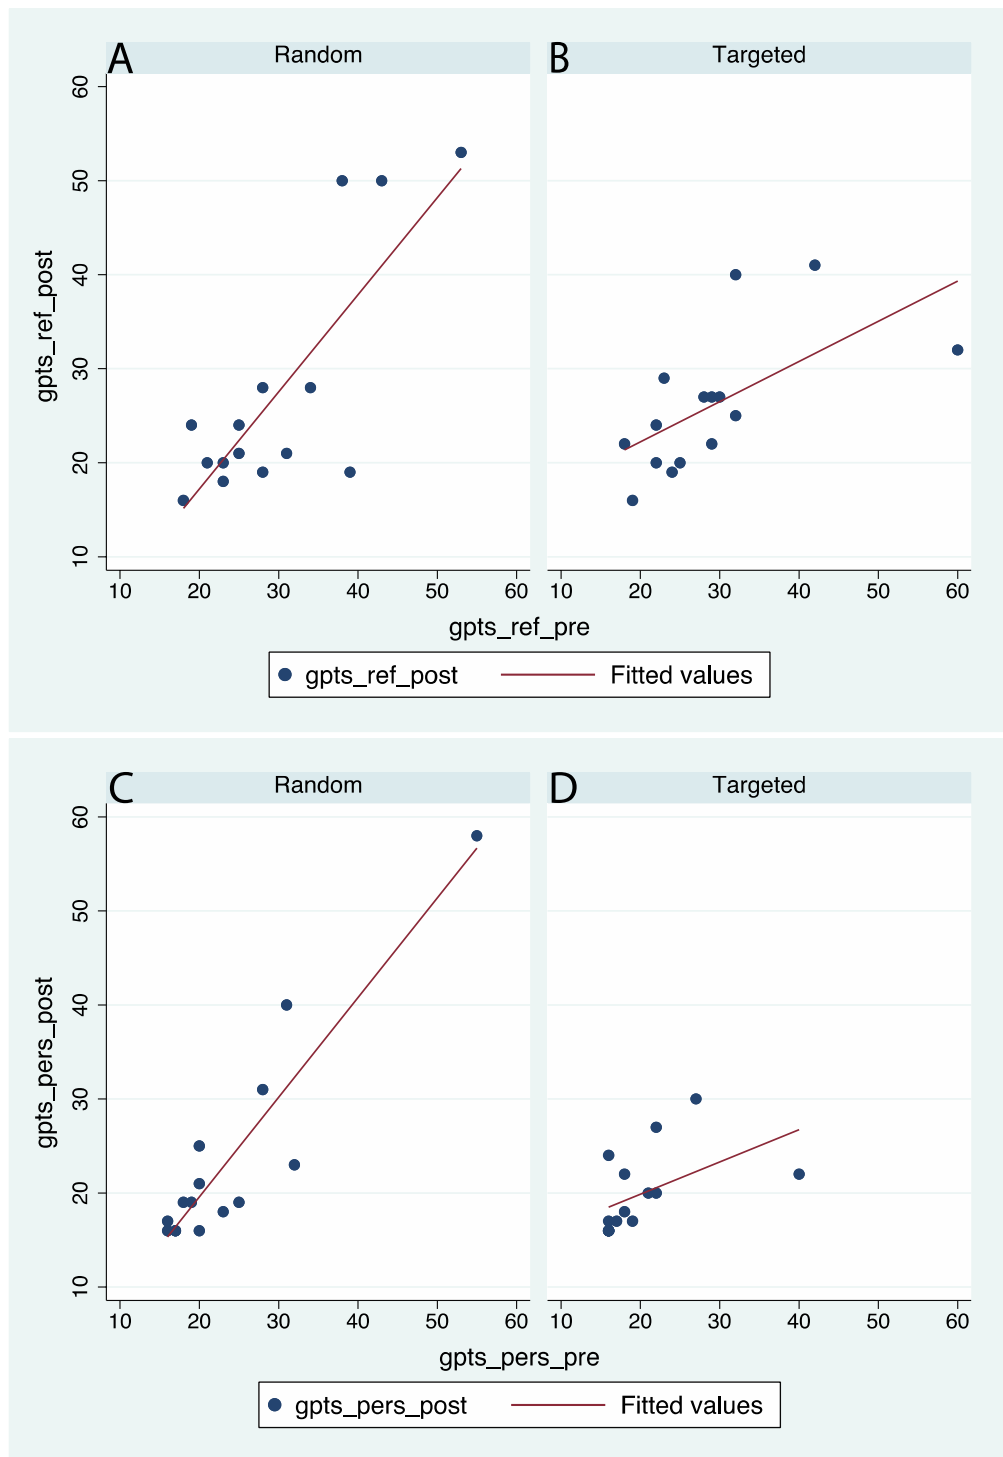 A Random B Targeted
60
50
40
30
20
10
gpts_ref_post
10 20 30 40 50 60 10 20 30 40 50 60
gpts_ref_pre
gpts_ref_post Fitted values
C Random D Targeted
60
50
40
30
20
10
gpts_pers_post
10 20 30 40 50 60 10 20 30 40 50 60
gpts_pers_pre
gpts_pers_post Fitted values